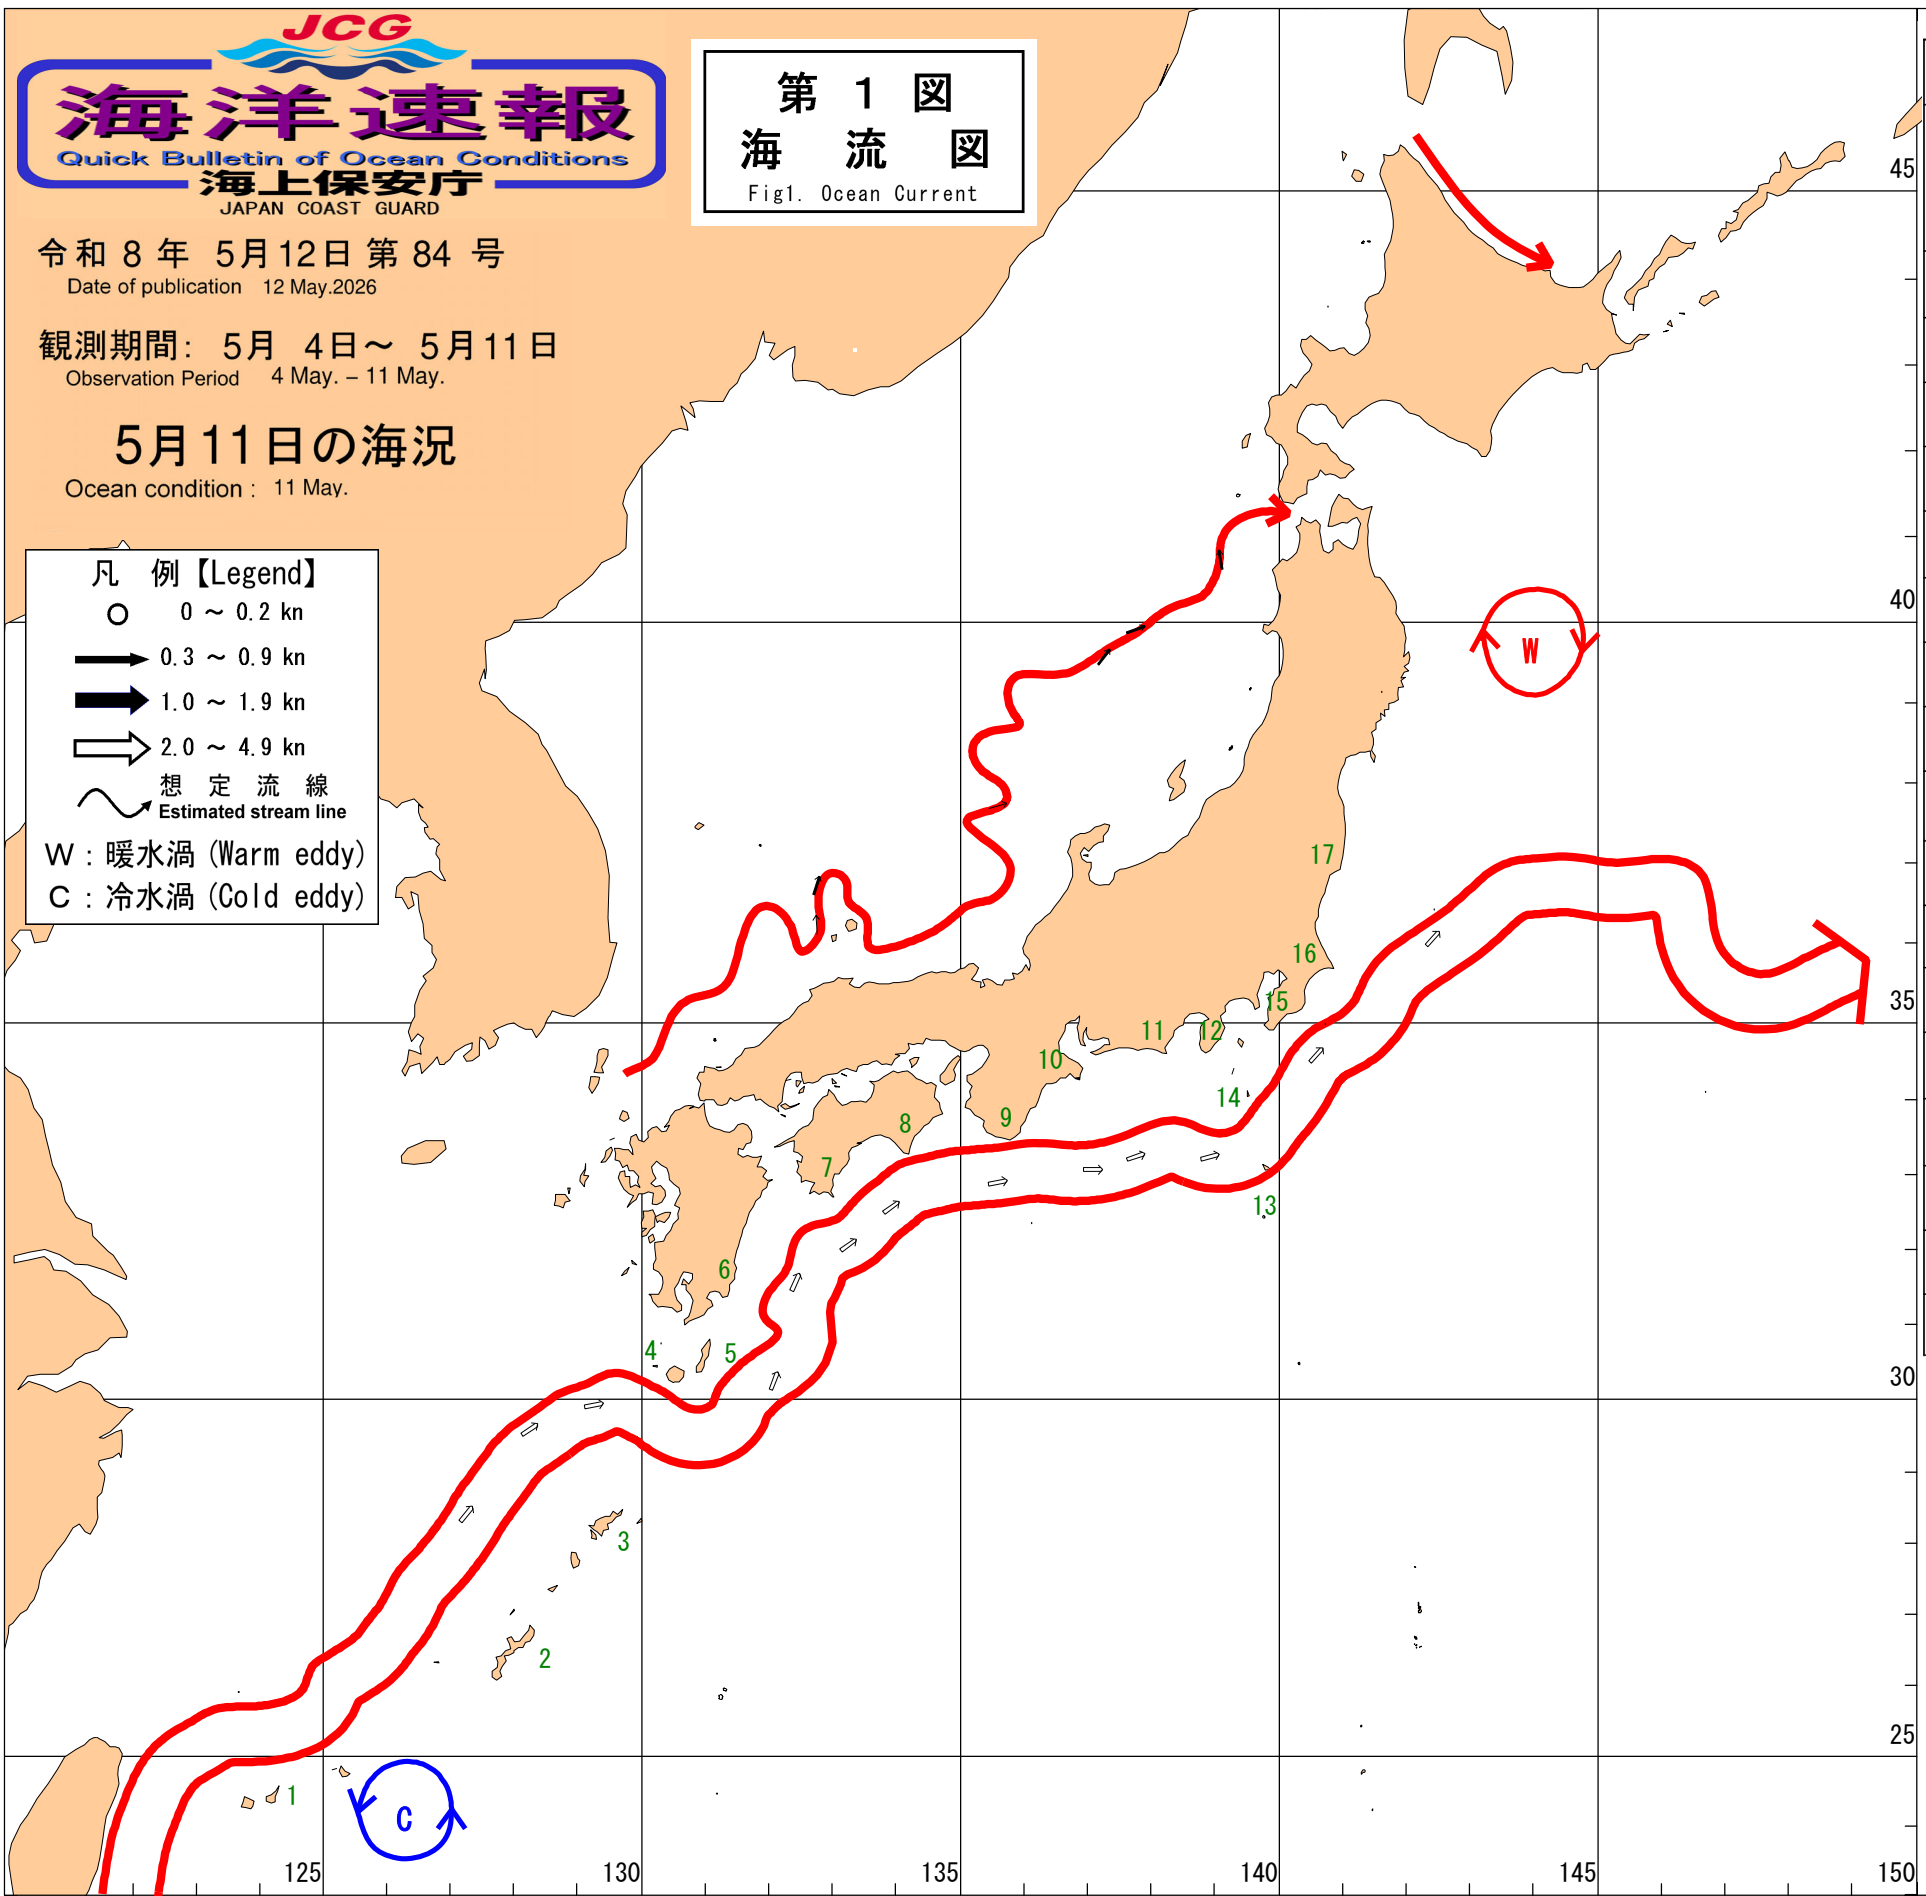 JCG
海洋速報
Quick Bulletin of Ocean Conditions
海上保安庁
JAPAN COAST GUARD
令和 8 年 5月12日 第 84 号
Date of publication 12 May.2026
観測期間: 5月 4日～ 5月11日
Observation Period 4 May. – 11 May.
5月11日の海況
Ocean condition : 11 May.
第 1 図
海 流 図
Fig1. Ocean Current
凡 例【Legend】
0 ～ 0.2 kn
0.3 ～ 0.9 kn
1.0 ～ 1.9 kn
2.0 ～ 4.9 kn
想 定 流 線
Estimated stream line
W : 暖水渦 (Warm eddy)
C : 冷水渦 (Cold eddy)
45
40
W
17
16
35
15
11
12
10
14
9
8
7
13
6
4
5
30
3
2
25
1
C
125
130
135
140
145
150